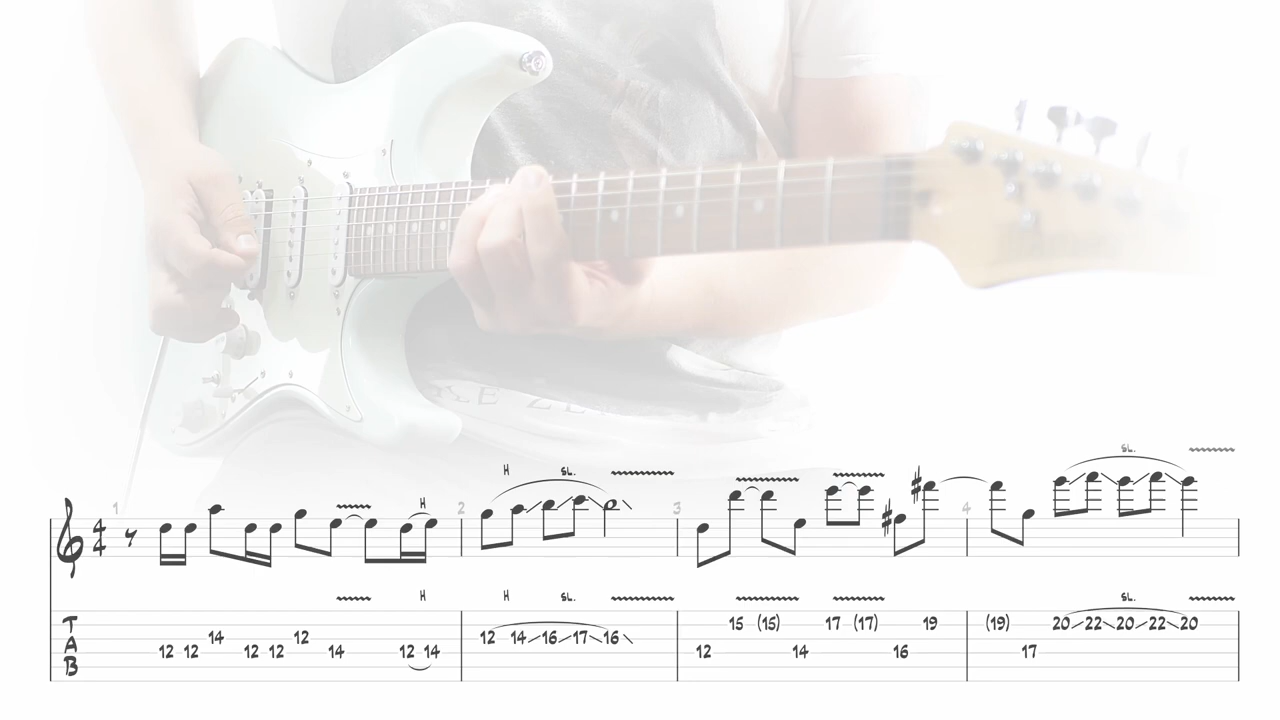 H SL. SL.
1 H 2 3 4
4
4
H H SL. SL.
T 15 (15) 17 (17) 19 (19) 20 22 20 22 20
A 14 12 12 14 16 17 16
B 12 12 12 12 14 12 14 12 14 16 17